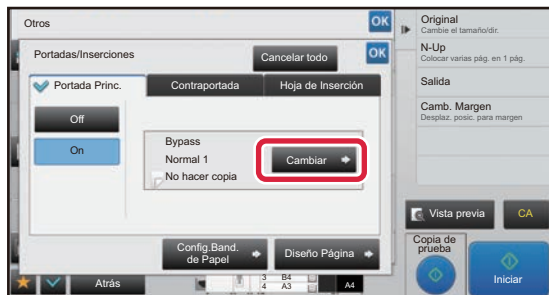 Otros
OK
Portadas/Inserciones
Cancelar todo
OK
Portada Princ.
Contraportada
Hoja de Inserción
Off
On
Bypass
Normal 1
No hacer copia
Cambiar
Config.Band.
de Papel
Diseño Página
Atrás
3 B4
4 A3
A4
Original
Cambie el tamaño/dir.
N-Up
Colocar varias pág. en 1 pág.
Salida
Camb. Margen
Desplaz. posic. para margen
Vista previa
CA
Copia de
prueba
Iniciar